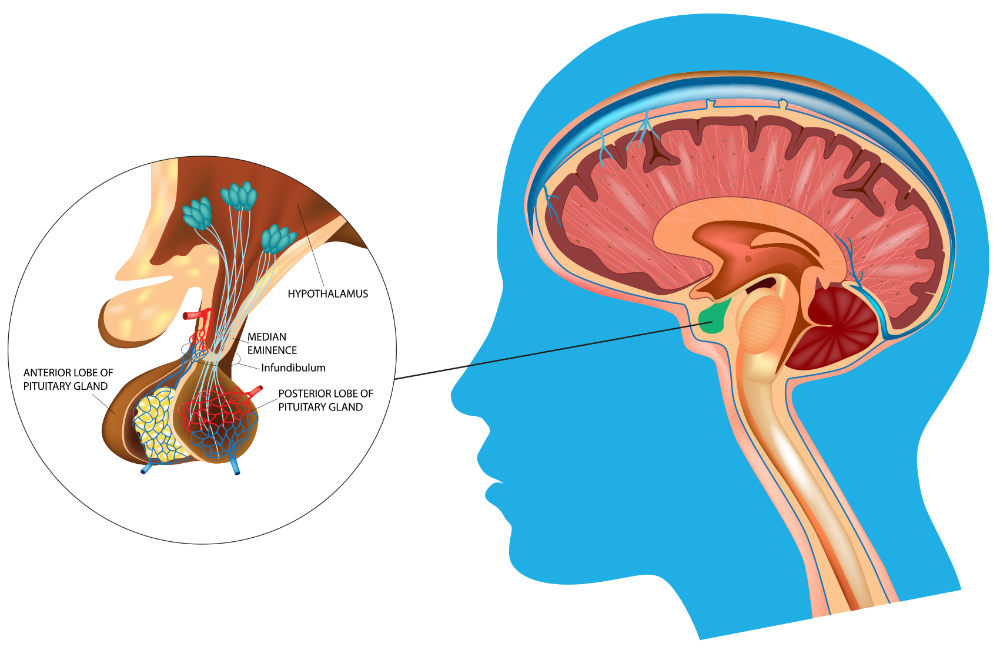 HYPOTHALAMUS
MEDIAN
EMINENCE
Infundibulum
ANTERIOR LOBE OF
PITUITARY GLAND
POSTERIOR LOBE OF
PITUITARY GLAND